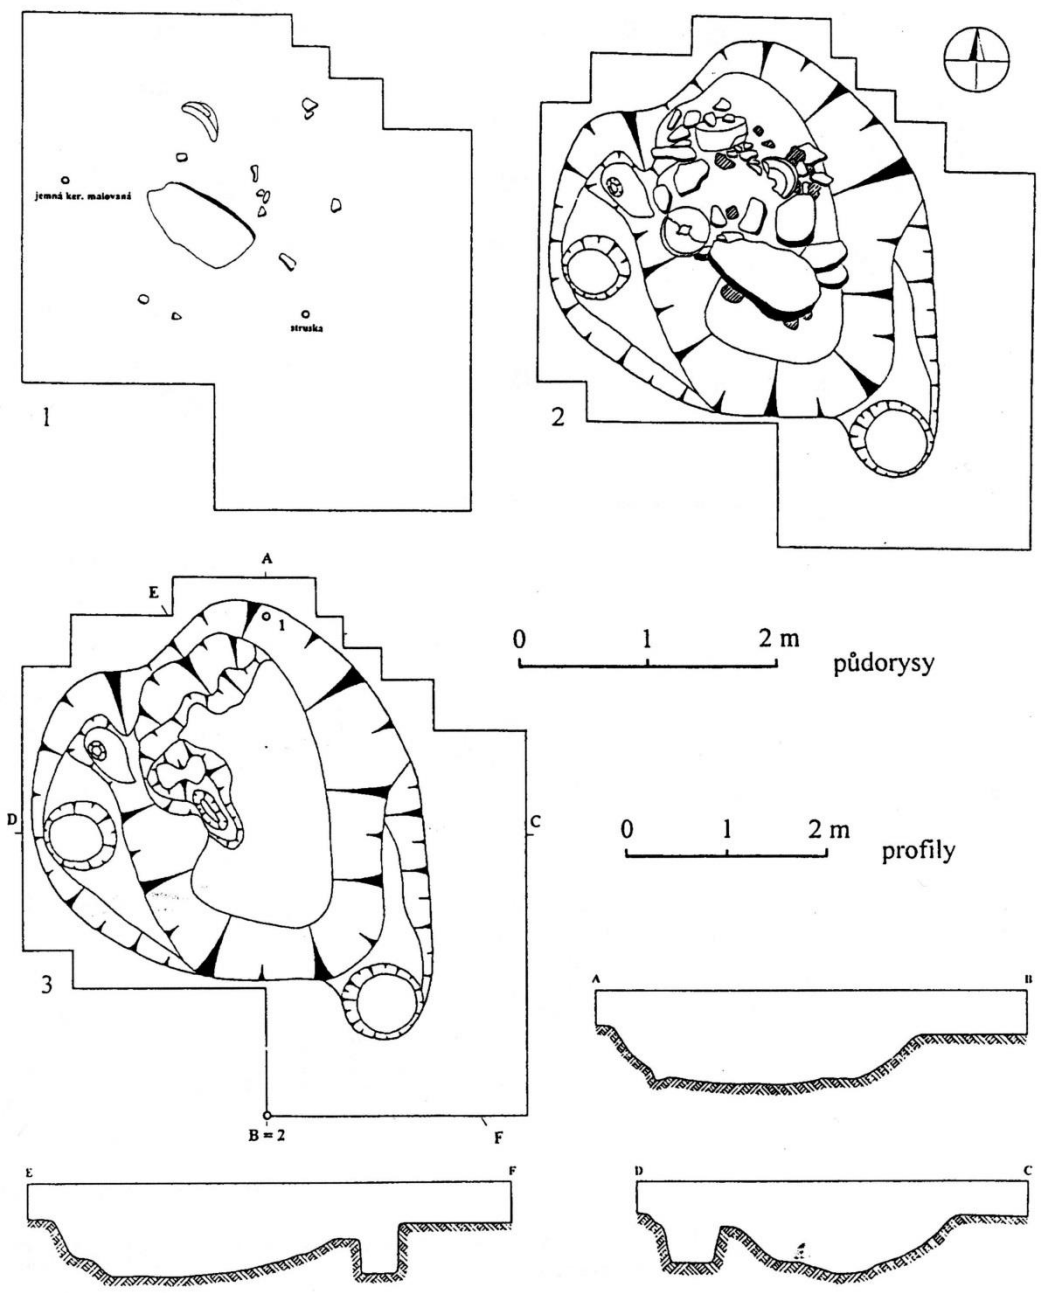 jemná ker. malovaná
struska
1
2
A
E
1
0 1 2 m
půdorysy
D
C
0 1 2 m
profily
3
B = 2
F
A B
E F
D C